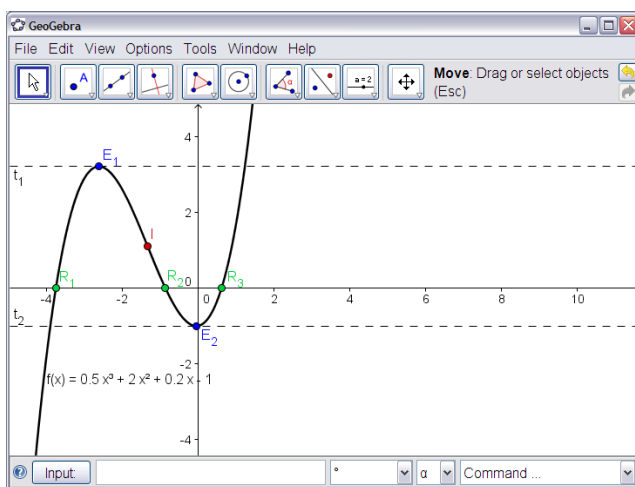 GeoGebra
File Edit View Options Tools Window Help
A
α
a=2
Move: Drag or select objects
(Esc)
4
E₁
t₁
2
I
R₁ R₂ R₃
-4 -2 0 0 2 4 6 8 10
t₂
E₂
-2
f(x) = 0.5 x³ + 2 x² + 0.2 x - 1
-4
Input: ° α Command ...